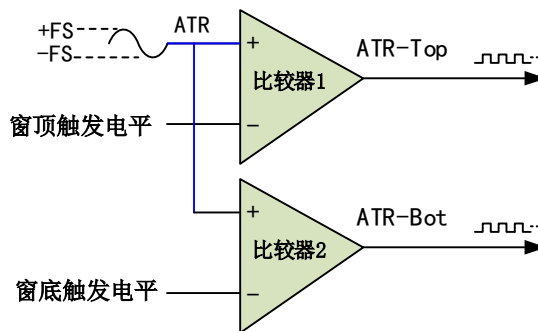 +FS
ATR
-FS
+
比较器1
-
ATR-Top
窗顶触发电平
+
比较器2
-
ATR-Bot
窗底触发电平